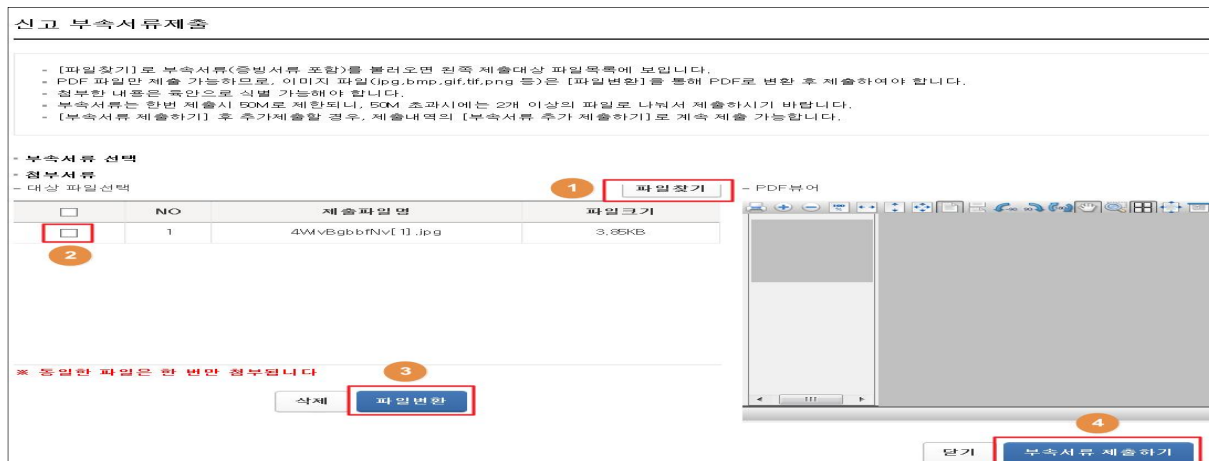 신고 부속서류제출
- [파일찾기]로 부속서류(증빙서류 포함)를 불러오면 왼쪽 제출대상 파일목록에 보입니다.
- PDF 파일만 제출 가능하므로, 이미지 파일(jpg,bmp,gif,tif,png 등)은 [파일변환]를 통해 PDF로 변환 후 제출하여야 합니다.
- 첨부한 내용은 육안으로 식별 가능해야 합니다.
- 부속서류는 한번 제출시 50M로 제한되니, 50M 초과시에는 2개 이상의 파일로 나눠서 제출하시기 바랍니다.
- [부속서류 제출하기] 후 추가제출할 경우, 제출내역의 [부속서류 추가 제출하기]로 계속 제출 가능합니다.
- 부속서류 선택
- 첨부서류
- 대상 파일선택 1 파일찾기 - PDF뷰어
NO 제출파일명 파일크기
1 4WvBgbbfNv[1].jpg 3.85KB
2
※ 동일한 파일은 한 번만 첨부됩니다
3
삭제 파일변환
4
닫기 부속서류 제출하기